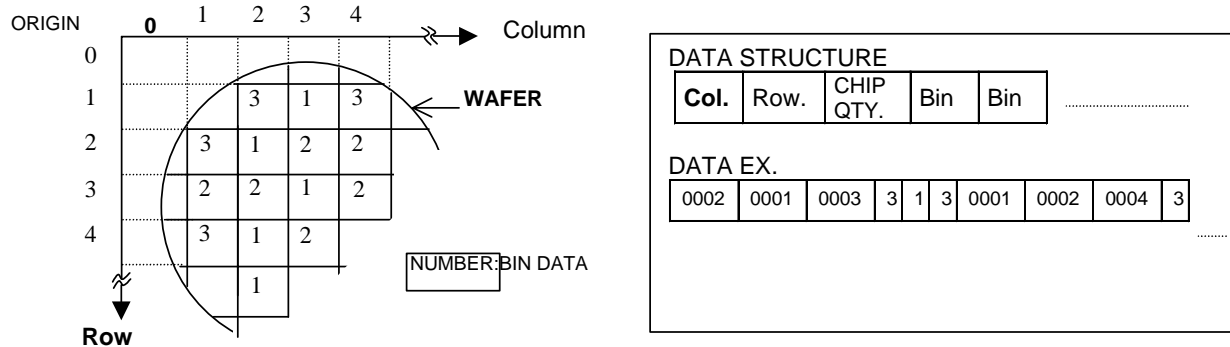 ORIGIN 0 1 2 3 4 Column
0
1 3 1 3 WAFER
2 3 1 2 2
3 2 2 1 2
4 3 1 2
NUMBER:BIN DATA
1
Row
DATA STRUCTURE
Col. Row. CHIP QTY. Bin Bin ....................
DATA EX.
0002 0001 0003 3 1 3 0001 0002 0004 3
.........